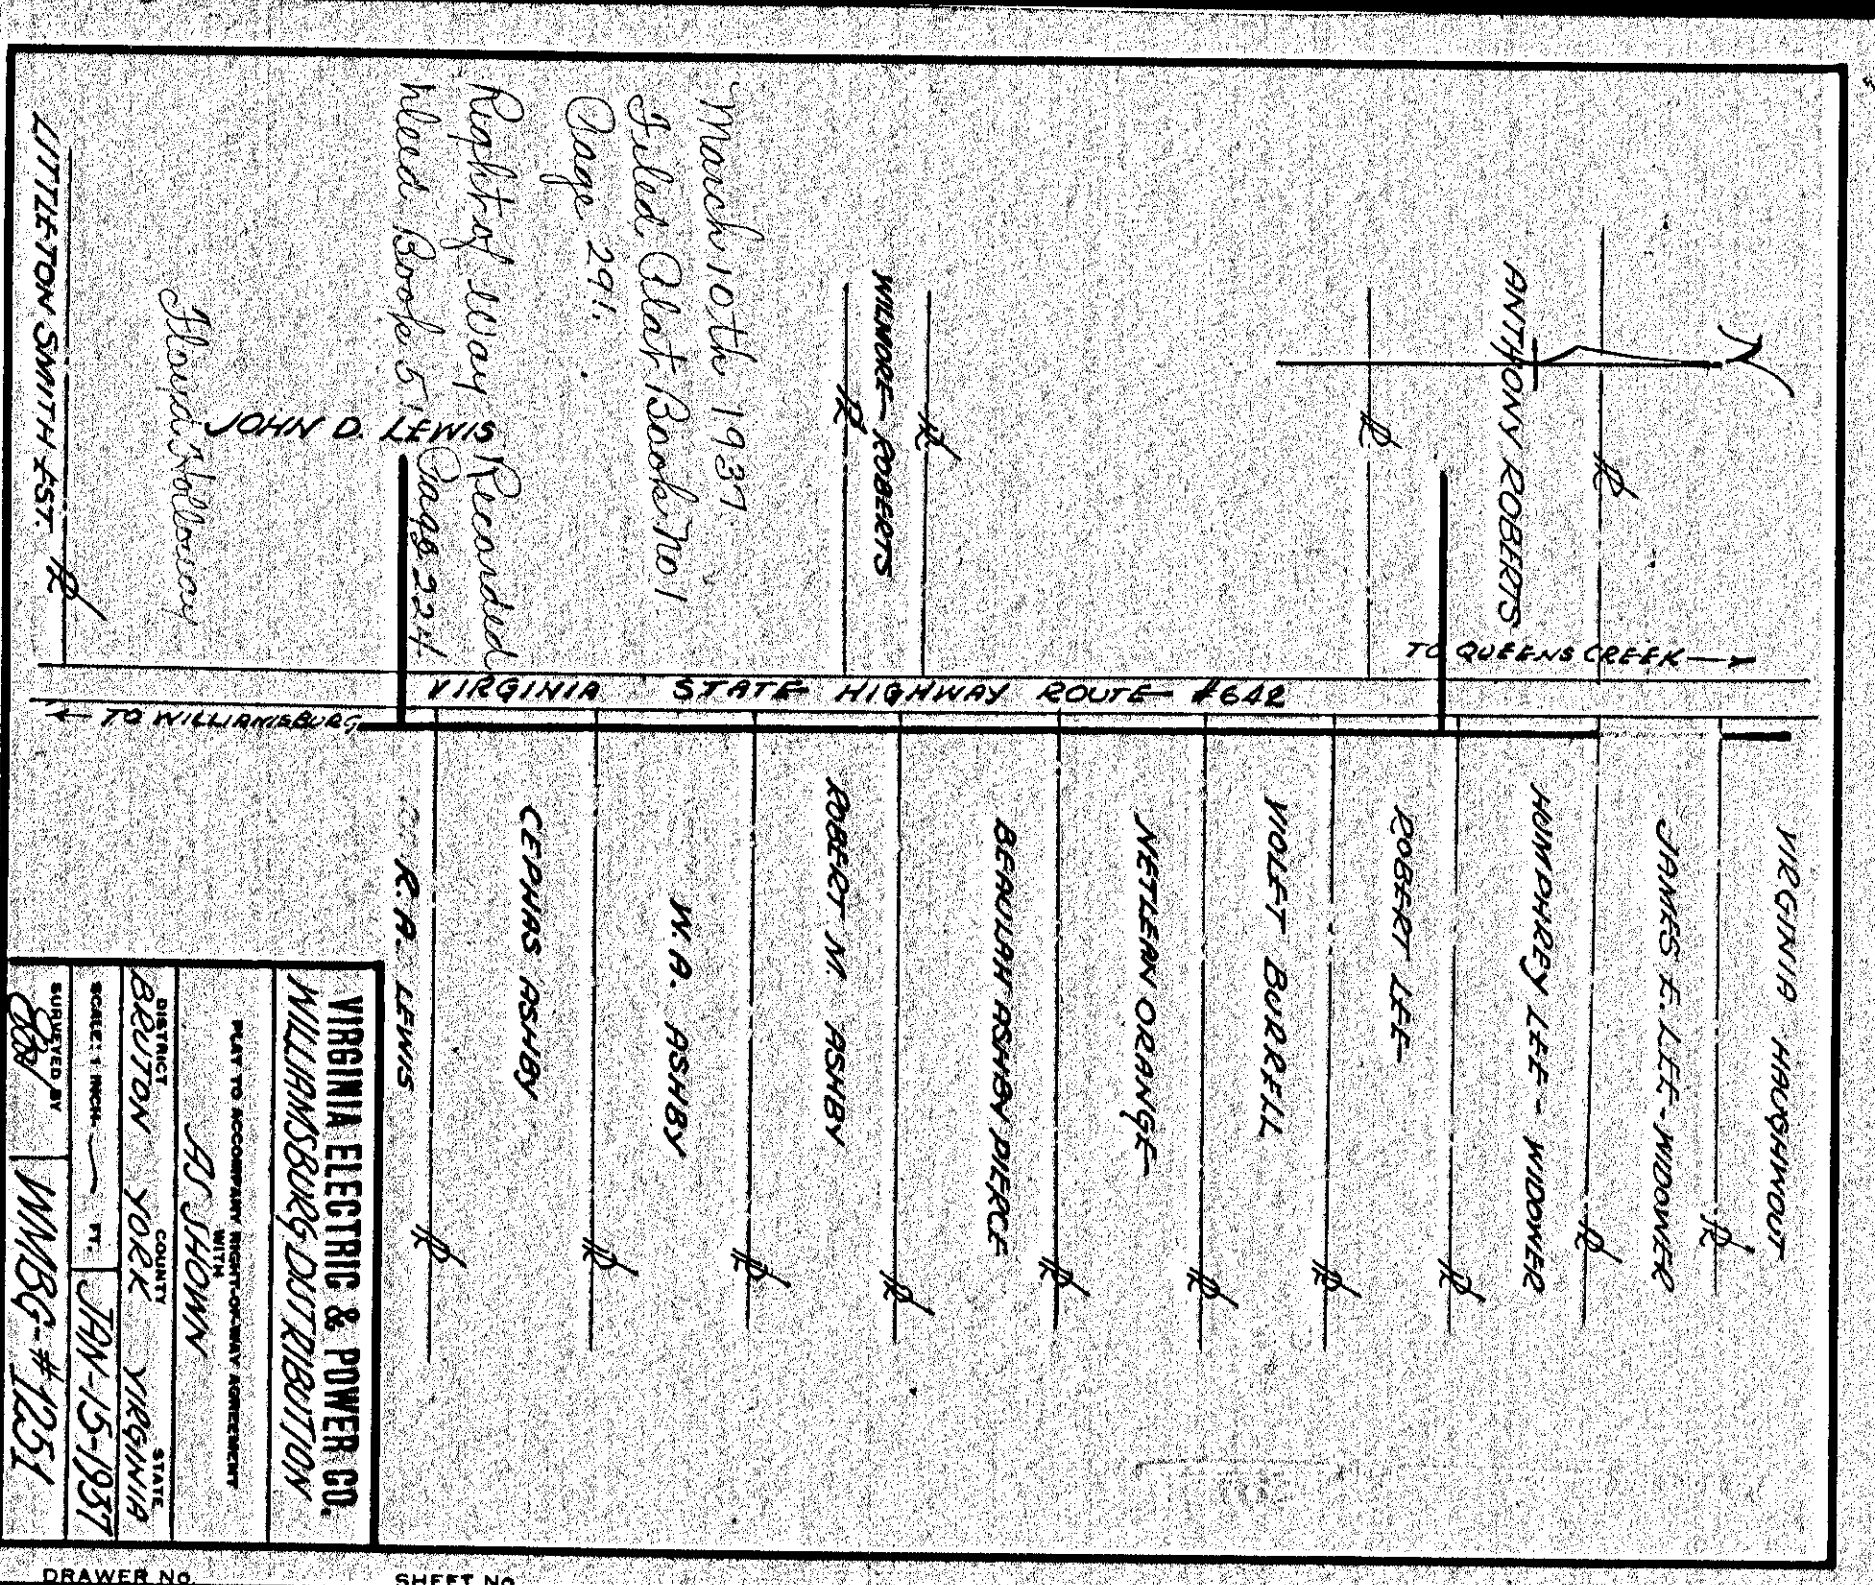 LITTLETON SMITH EST.
JOHN D. LEWIS
WILMORE ROBERTS
ANTHONY ROBERTS
March 10th 1937.
Filed Plat Book No 1
Page 291.
Right of Way Recorded
Deed Book 5, Page 224
Floyd Holloway
TO QUEENS CREEK
VIRGINIA STATE HIGHWAY ROUTE #642
TO WILLIAMSBURG
VIRGINIA HAUGHWOUT
JAMES E. LEE - WIDOWER
HUMPHREY LEE - WIDOWER
ROBERT LEE
VIOLET BURRELL
NETLEAN ORANGE
BEAULAH ASHBY PIERCE
ROBERT N. ASHBY
W.A. ASHBY
CEPHAS ASHBY
R.A. LEWIS
VIRGINIA ELECTRIC & POWER CO.
WILLIAMSBURG DISTRIBUTION
PLAT TO ACCOMPANY RIGHT-OF-WAY AGREEMENT
WITH
AS SHOWN
DISTRICT COUNTY STATE
BRUTON YORK VIRGINIA
SCALE: 1 INCH= FT. JAN-15-1937
SURVEYED BY
WMBG-#1251
DRAWER No. SHEET No.